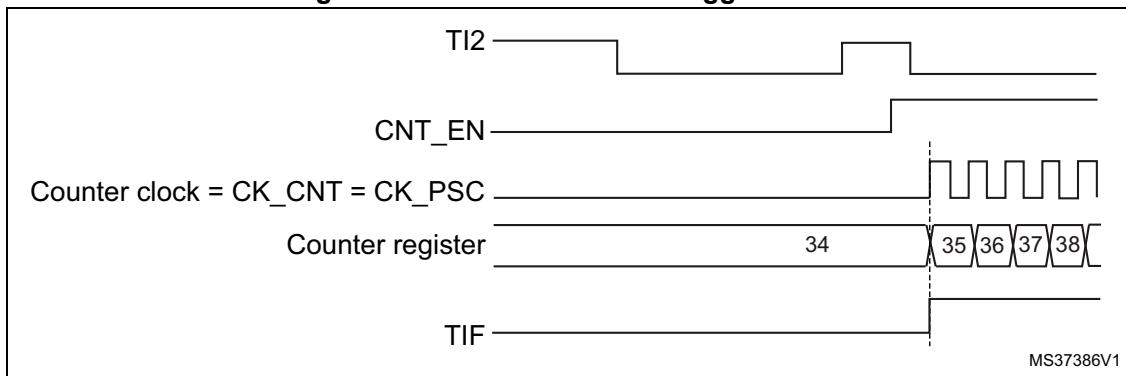 TI2
CNT_EN
Counter clock = CK_CNT = CK_PSC
Counter register 34 35 36 37 38
TIF
MS37386V1